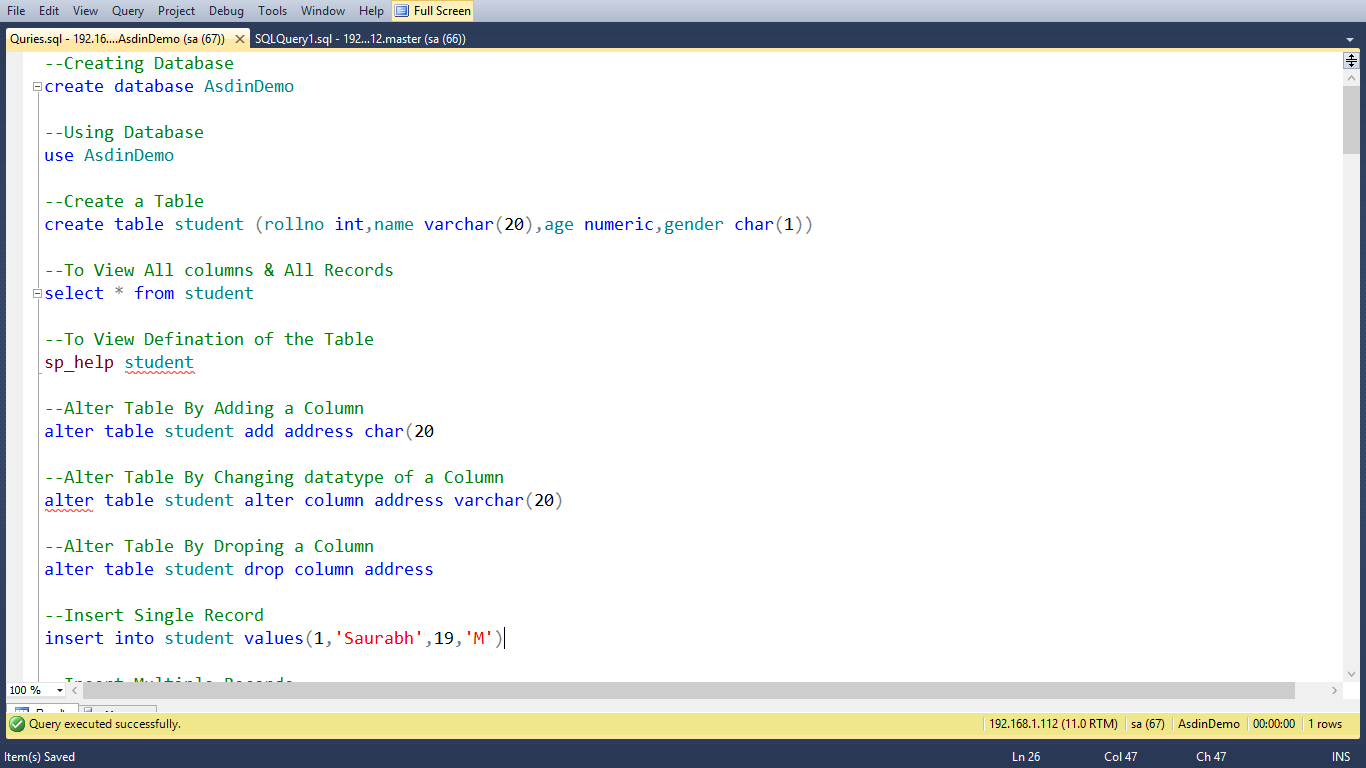 File Edit View Query Project Debug Tools Window Help Full Screen
Quries.sql - 192.16....AsdinDemo (sa (67)) SQLQuery1.sql - 192...12.master (sa (66))
--Creating Database
create database AsdinDemo
--Using Database
use AsdinDemo
--Create a Table
create table student (rollno int,name varchar(20),age numeric,gender char(1))
--To View All columns & All Records
select * from student
--To View Defination of the Table
sp_help student
--Alter Table By Adding a Column
alter table student add address char(20
--Alter Table By Changing datatype of a Column
alter table student alter column address varchar(20)
--Alter Table By Droping a Column
alter table student drop column address
--Insert Single Record
insert into student values(1,'Saurabh',19,'M')
--Insert Multiple Records
100 %
Query executed successfully. 192.168.1.112 (11.0 RTM) sa (67) AsdinDemo 00:00:00 1 rows
Item(s) Saved Ln 26 Col 47 Ch 47 INS